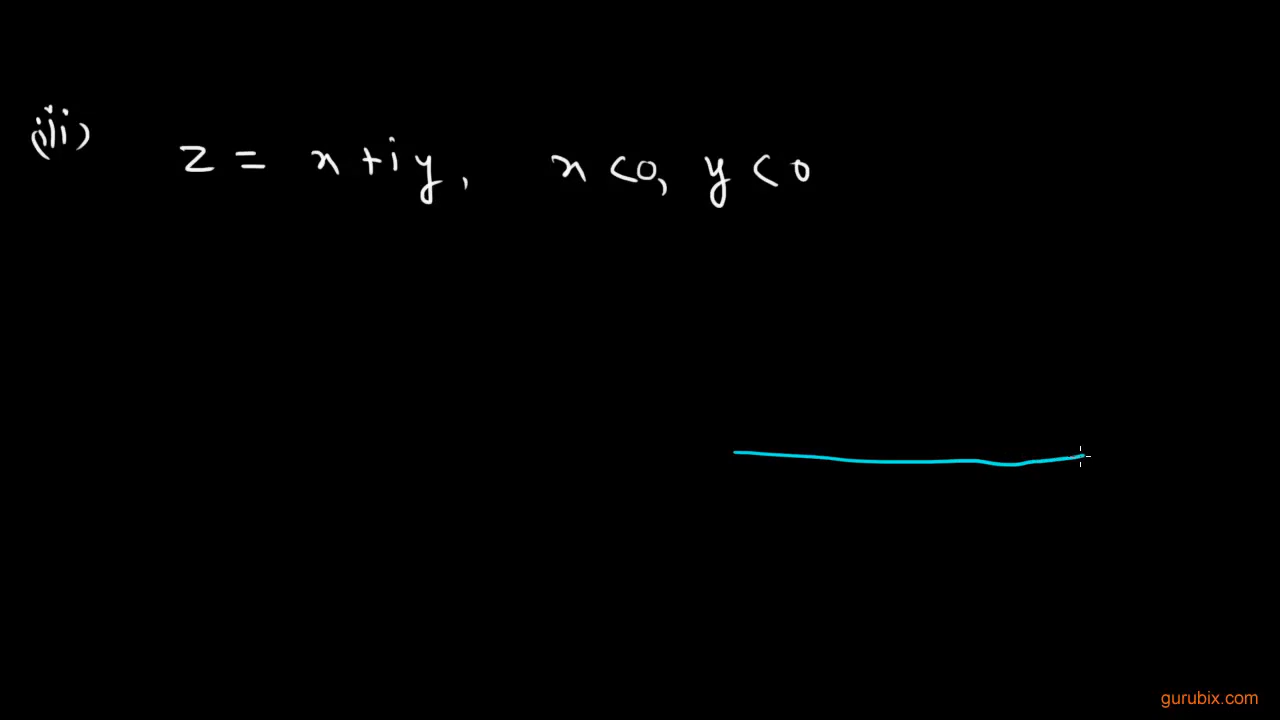 (iii) z = x + iy, x < 0, y < 0
gurubix.com